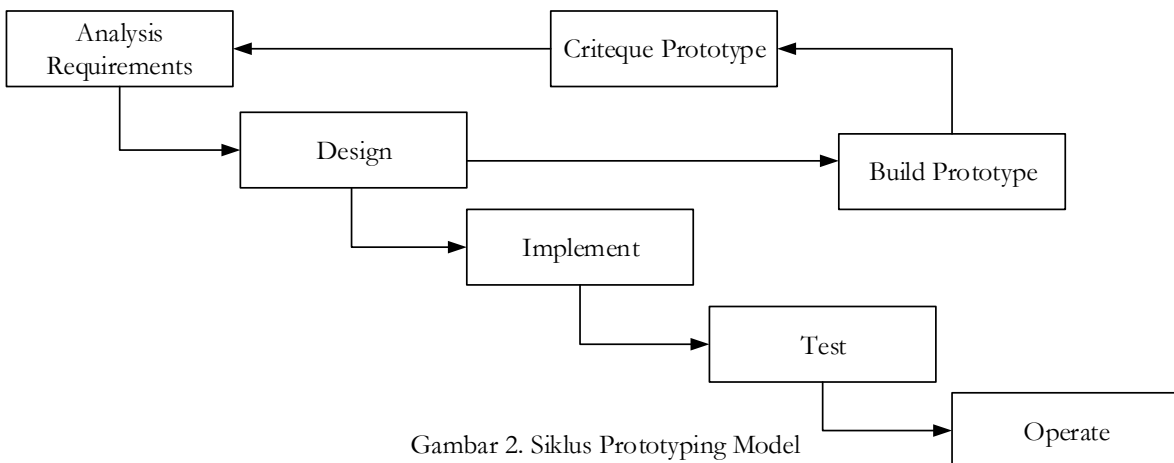 Analysis
Requirements
Criteque Prototype
Design
Build Prototype
Implement
Test
Operate
Gambar 2. Siklus Prototyping Model